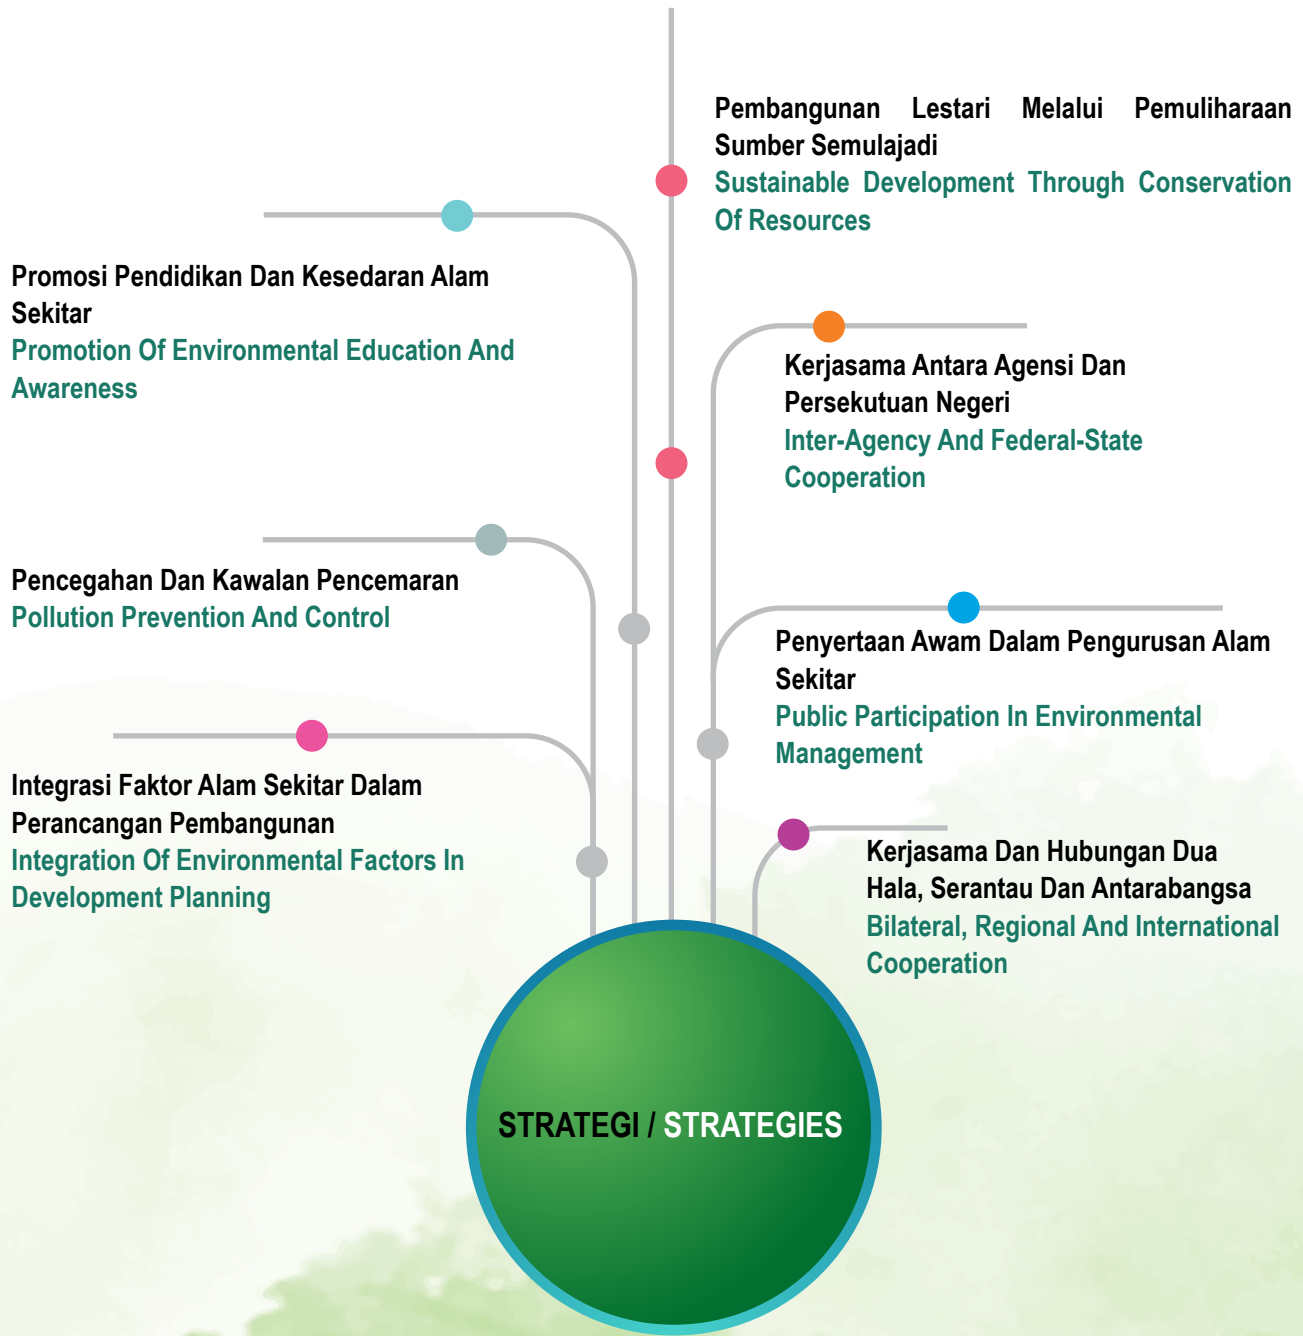 Pembangunan Lestari Melalui Pemuliharaan
Sumber Semulajadi
Sustainable Development Through Conservation
Of Resources
Promosi Pendidikan Dan Kesedaran Alam
Sekitar
Promotion Of Environmental Education And
Awareness
Kerjasama Antara Agensi Dan
Persekutuan Negeri
Inter-Agency And Federal-State
Cooperation
Pencegahan Dan Kawalan Pencemaran
Pollution Prevention And Control
Penyertaan Awam Dalam Pengurusan Alam
Sekitar
Public Participation In Environmental
Management
Integrasi Faktor Alam Sekitar Dalam
Perancangan Pembangunan
Integration Of Environmental Factors In
Development Planning
Kerjasama Dan Hubungan Dua
Hala, Serantau Dan Antarabangsa
Bilateral, Regional And International
Cooperation
STRATEGI / STRATEGIES